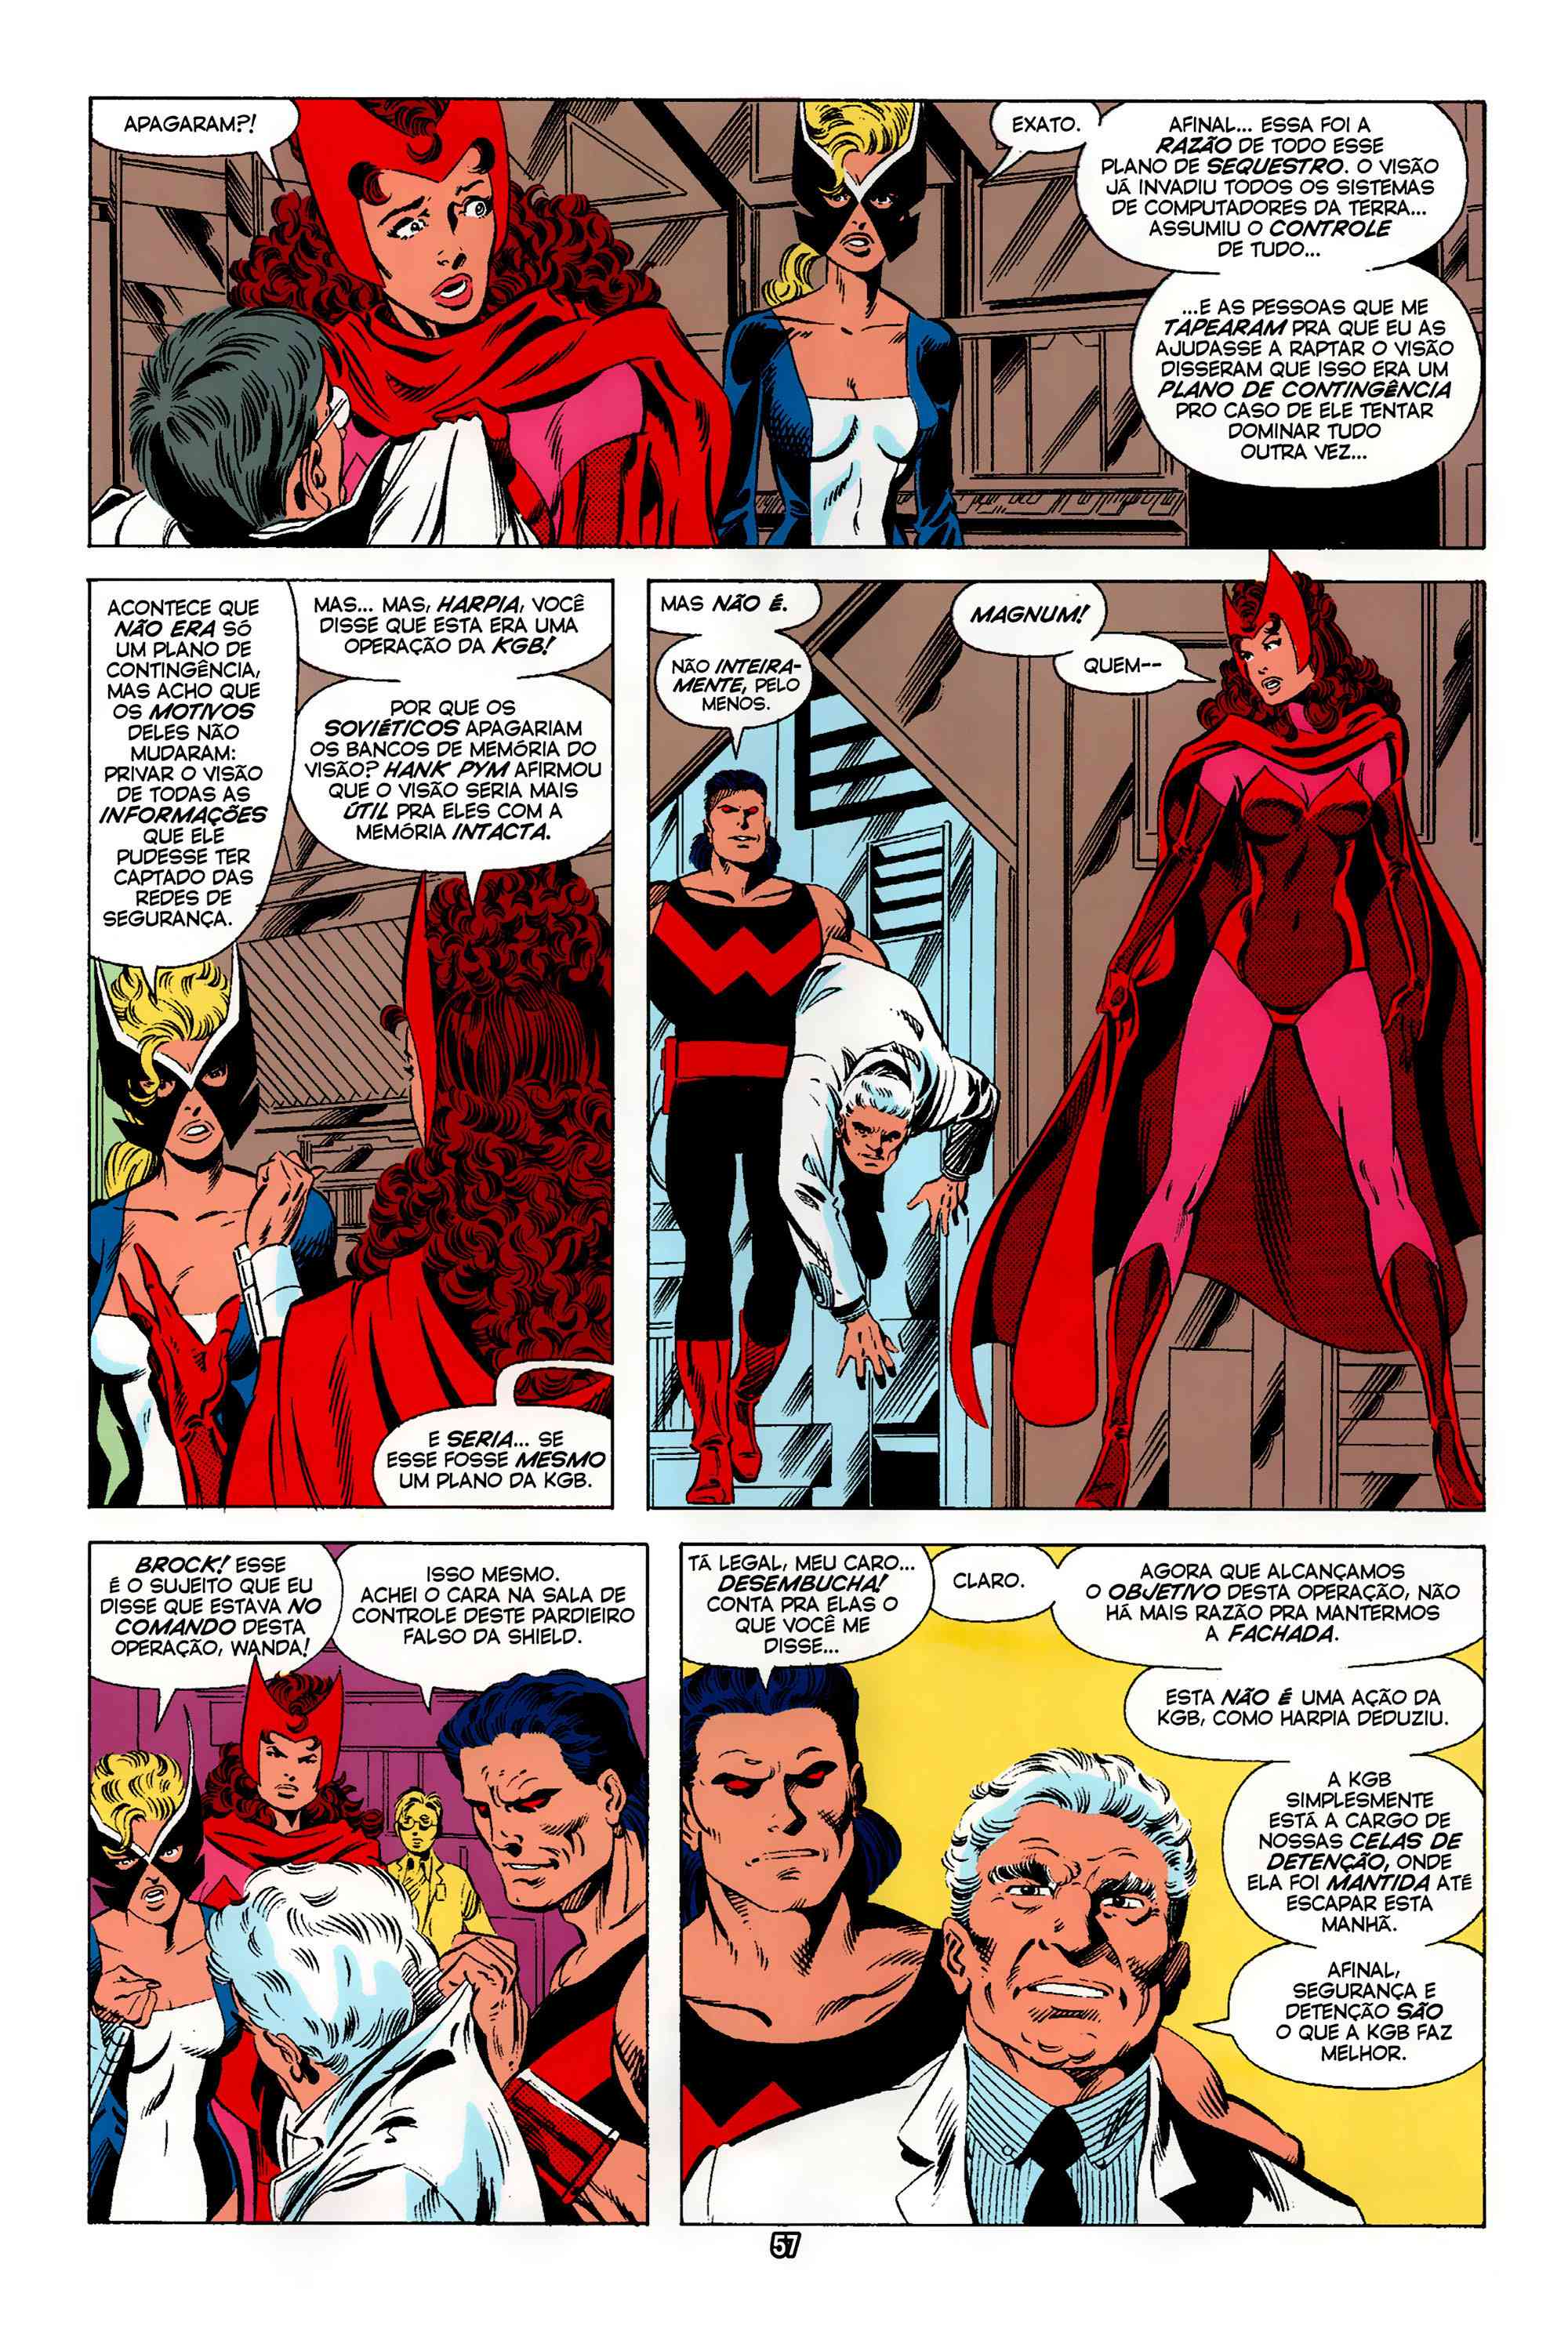 APAGARAM?!
EXATO.
AFINAL... ESSA FOI A
RAZÃO DE TODO ESSE
PLANO DE SEQUESTRO. O VISÃO
JÁ INVADIU TODOS OS SISTEMAS
DE COMPUTADORES DA TERRA...
ASSUMIU O CONTROLE
DE TUDO...
...E AS PESSOAS QUE ME
TAPEARAM PRA QUE EU AS
AJUDASSE A RAPTAR O VISÃO
DISSERAM QUE ISSO ERA UM
PLANO DE CONTINGÊNCIA
PRO CASO DE ELE TENTAR
DOMINAR TUDO
OUTRA VEZ...
ACONTECE QUE
NÃO ERA SÓ
UM PLANO DE
CONTINGÊNCIA,
MAS ACHO QUE
OS MOTIVOS
DELES NÃO
MUDARAM:
PRIVAR O VISÃO
DE TODAS AS
INFORMAÇÕES
QUE ELE
PUDESSE TER
CAPTADO DAS
REDES DE
SEGURANÇA.
MAS... MAS, HARPIA, VOCÊ
DISSE QUE ESTA ERA UMA
OPERAÇÃO DA KGB!
POR QUE OS
SOVIÉTICOS APAGARIAM
OS BANCOS DE MEMÓRIA DO
VISÃO? HANK PYM AFIRMOU
QUE O VISÃO SERIA MAIS
ÚTIL PRA ELES COM A
MEMÓRIA INTACTA.
E SERIA... SE
ESSE FOSSE MESMO
UM PLANO DA KGB.
MAS NÃO É.
NÃO INTEIRA-
MENTE, PELO
MENOS.
MAGNUM!
QUEM--
BROCK! ESSE
É O SUJEITO QUE EU
DISSE QUE ESTAVA NO
COMANDO DESTA
OPERAÇÃO, WANDA!
ISSO MESMO.
ACHEI O CARA NA SALA DE
CONTROLE DESTE PARDIEIRO
FALSO DA SHIELD.
TÁ LEGAL, MEU CARO...
DESEMBUCHA!
CONTA PRA ELAS O
QUE VOCÊ ME
DISSE...
CLARO.
AGORA QUE ALCANÇAMOS
O OBJETIVO DESTA OPERAÇÃO, NÃO
HÁ MAIS RAZÃO PRA MANTERMOS
A FACHADA.
ESTA NÃO É UMA AÇÃO DA
KGB, COMO HARPIA DEDUZIU.
A KGB
SIMPLESMENTE
ESTÁ A CARGO DE
NOSSAS CELAS DE
DETENÇÃO, ONDE
ELA FOI MANTIDA ATÉ
ESCAPAR ESTA
MANHÃ.
AFINAL,
SEGURANÇA E
DETENÇÃO SÃO
O QUE A KGB FAZ
MELHOR.
57